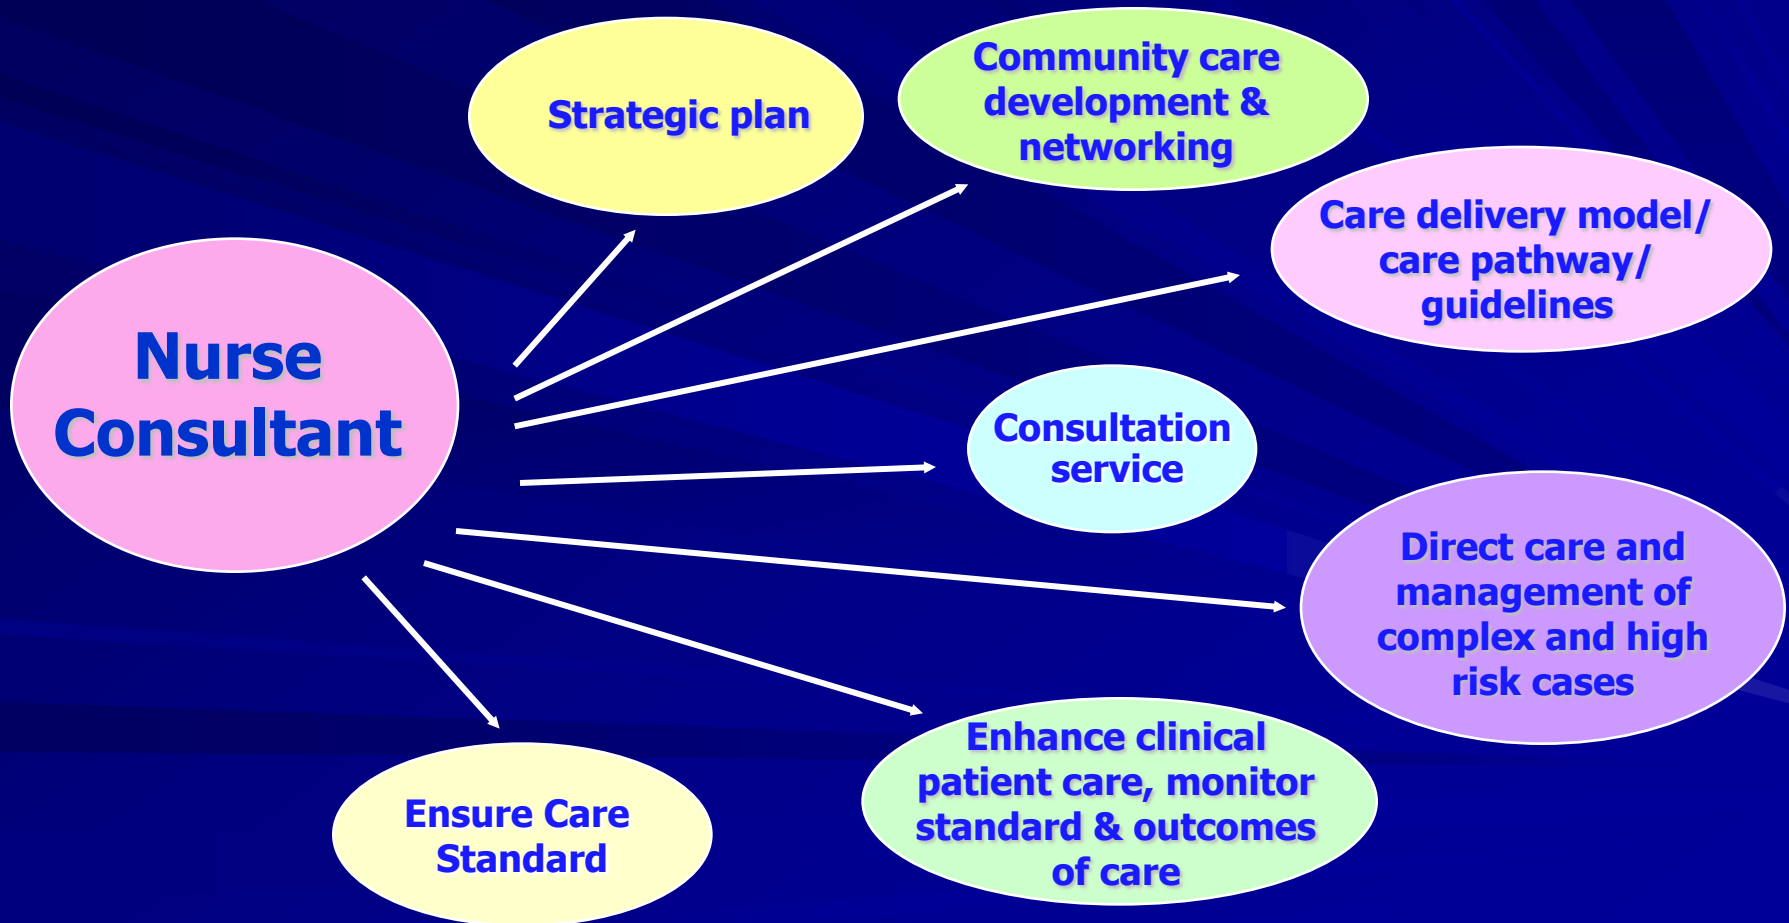 Strategic plan
Community care
development &
networking
Care delivery model/
care pathway/
guidelines
Nurse
Consultant
Consultation
service
Direct care and
management of
complex and high
risk cases
Enhance clinical
patient care, monitor
standard & outcomes
of care
Ensure Care
Standard